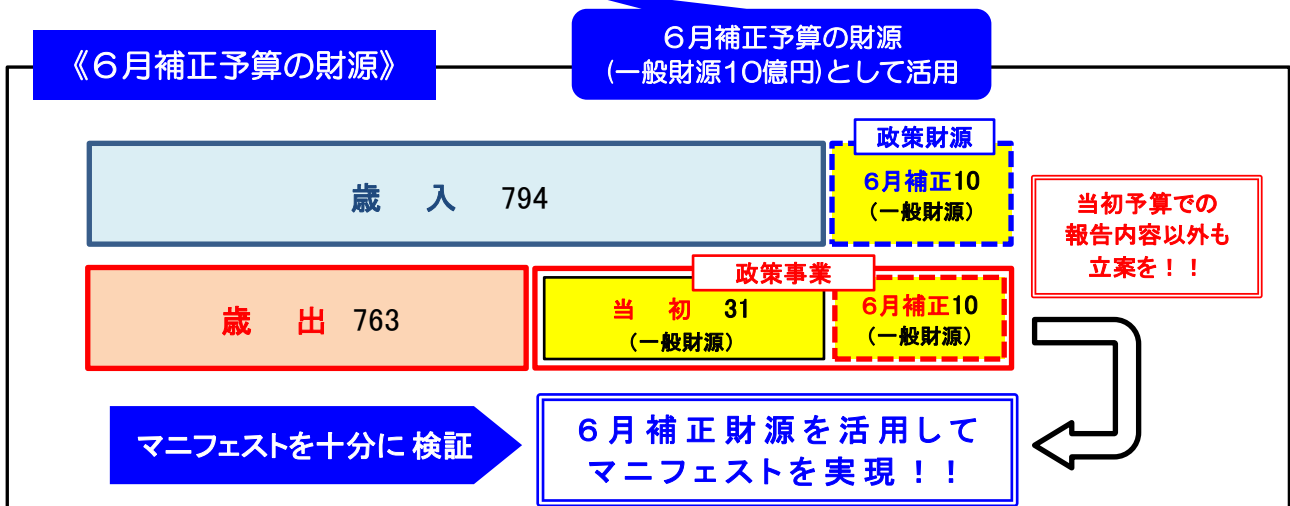 ６月補正予算の財源
(一般財源１０億円)として活用
《６月補正予算の財源》
政策財源
歳　入　794
６月補正10
（一般財源）
当初予算での
報告内容以外も
立案を！！
政策事業
歳　出　763
当　初　31
（一般財源）
６月補正10
（一般財源）
マニフェストを十分に検証
６月補正財源を活用して
マニフェストを実現！！